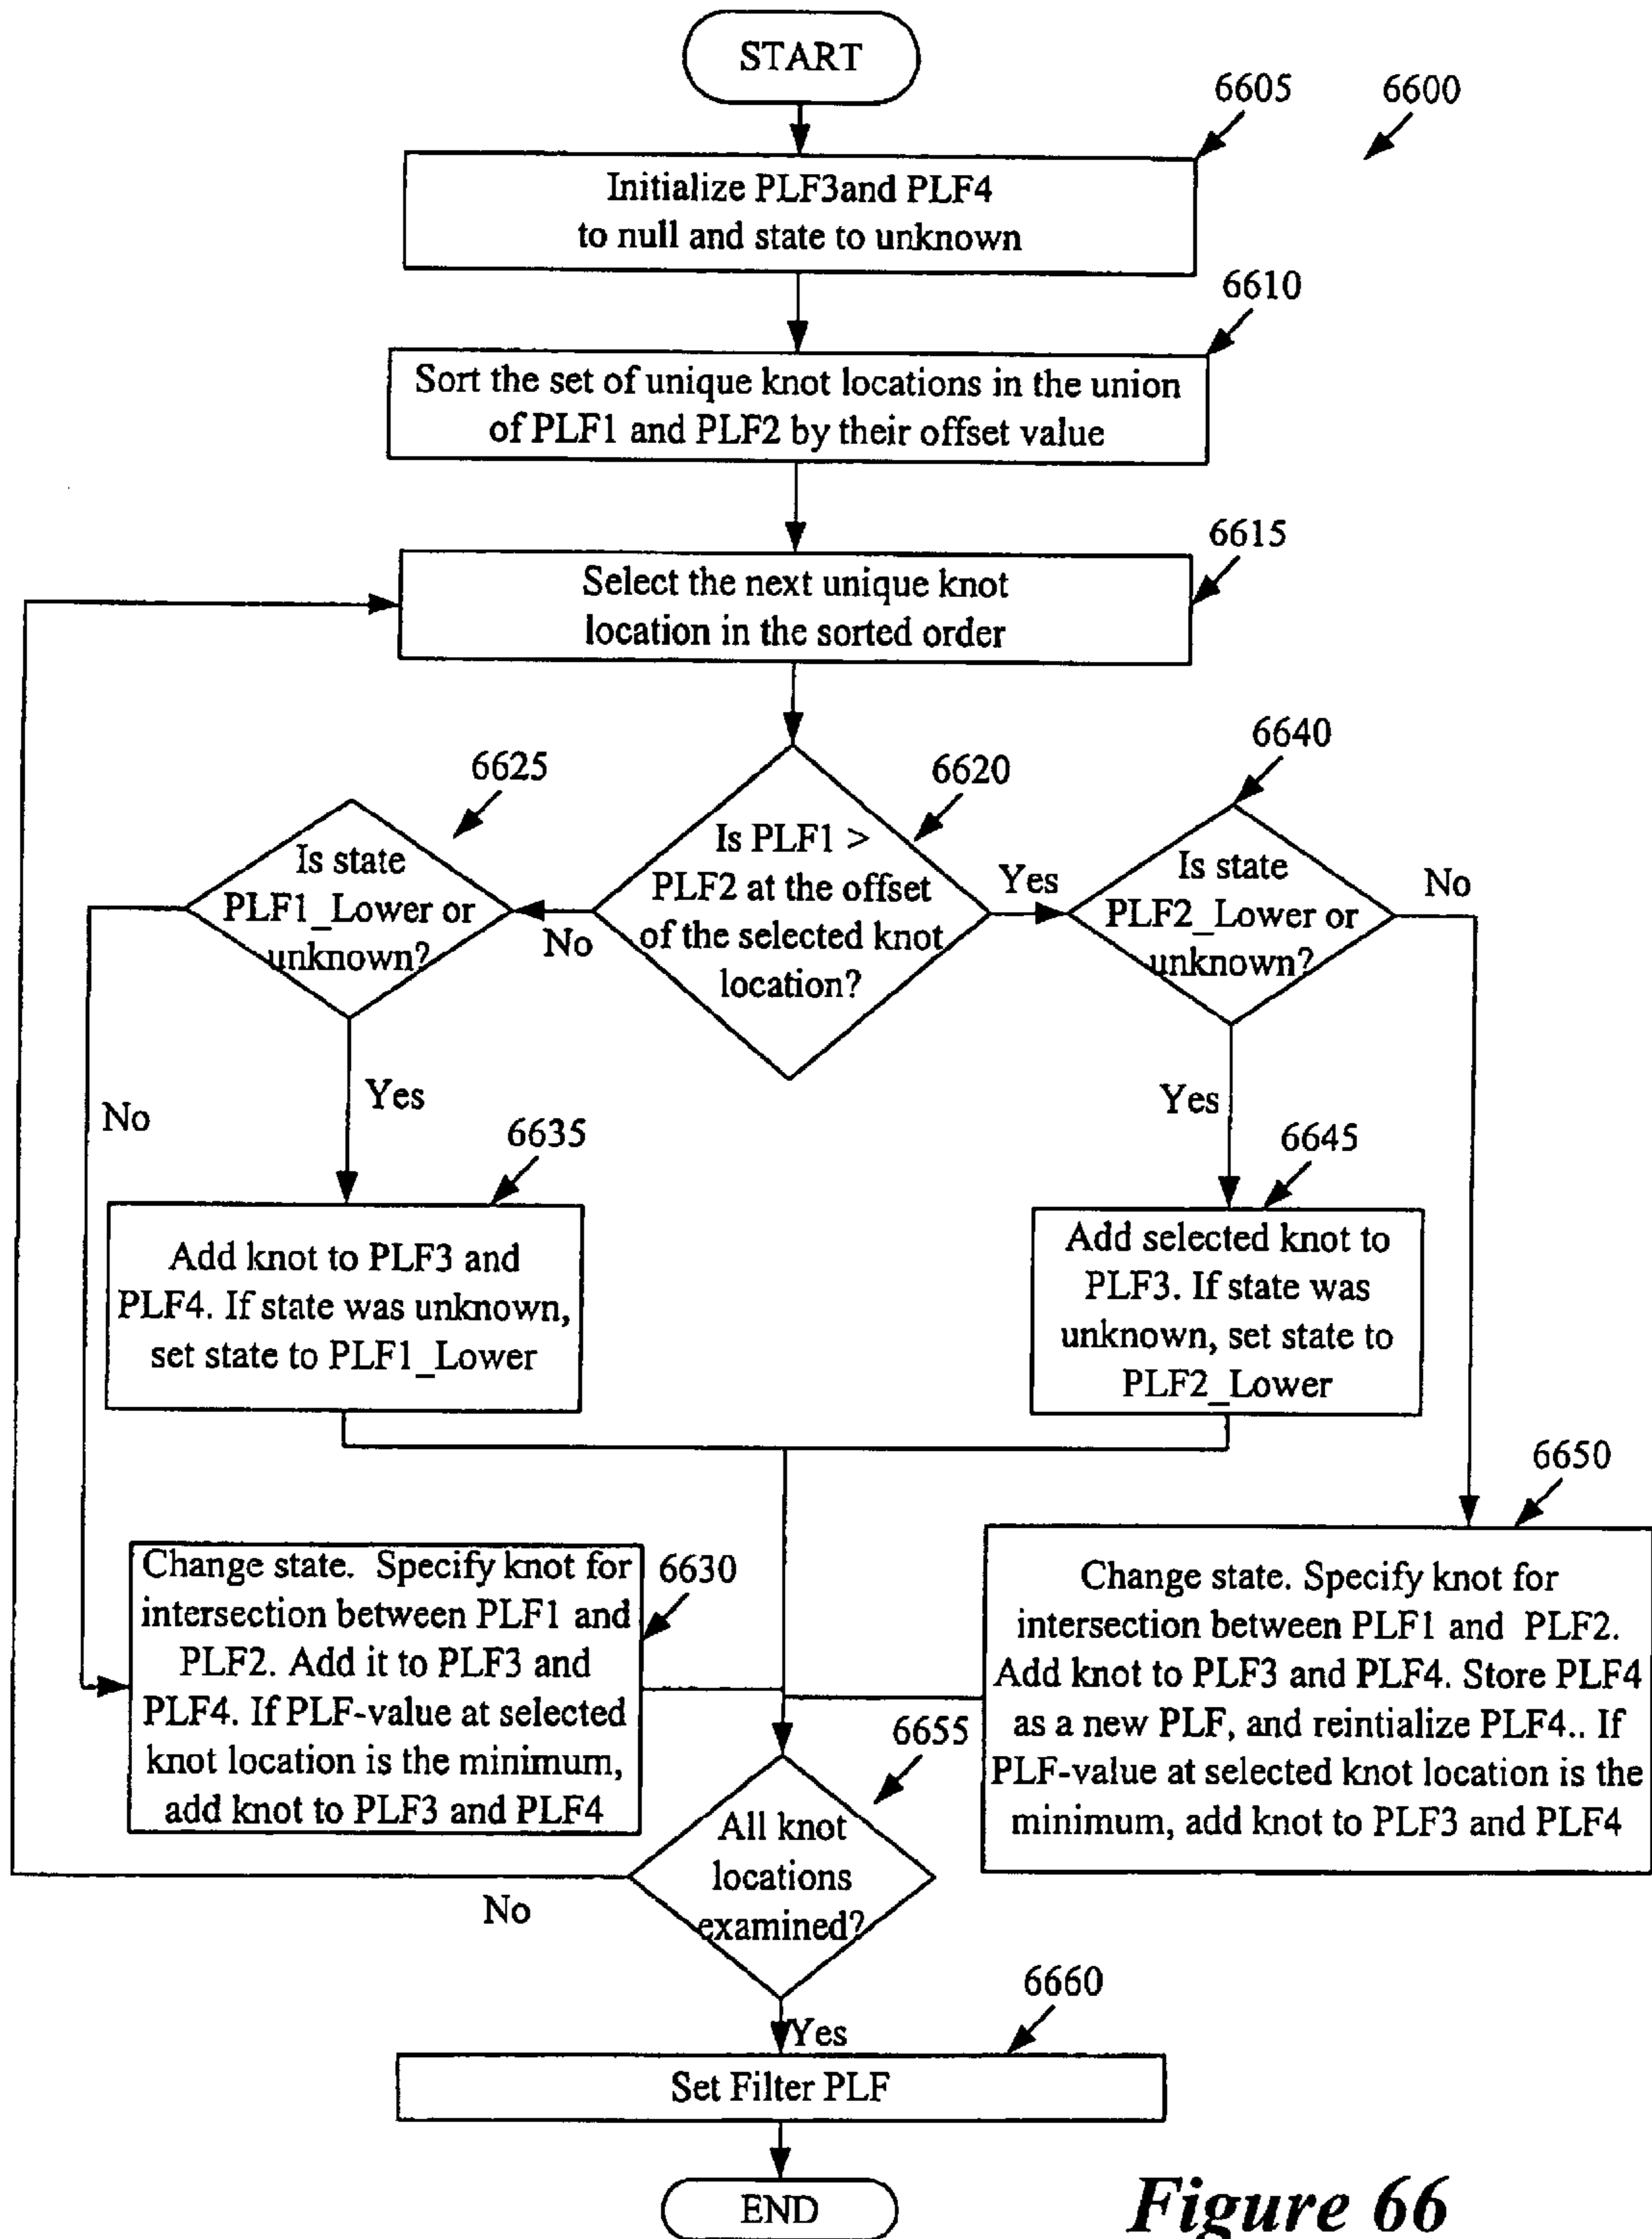 START
6605
6600
Initialize PLF3and PLF4
to null and state to unknown
6610
Sort the set of unique knot locations in the union
of PLF1 and PLF2 by their offset value
6615
Select the next unique knot
location in the sorted order
6625
6620
6640
Is state
PLF1_Lower or
unknown?
No
Is PLF1 >
PLF2 at the offset
of the selected knot
location?
Yes
Is state
PLF2_Lower or
unknown?
No
No
Yes
Yes
6635
6645
Add knot to PLF3 and
PLF4. If state was unknown,
set state to PLF1_Lower
Add selected knot to
PLF3. If state was
unknown, set state to
PLF2_Lower
6650
6630
Change state. Specify knot for
intersection between PLF1 and
PLF2. Add it to PLF3 and
PLF4. If PLF-value at selected
knot location is the minimum,
add knot to PLF3 and PLF4
Change state. Specify knot for
intersection between PLF1 and PLF2.
Add knot to PLF3 and PLF4. Store PLF4
as a new PLF, and reintialize PLF4.. If
PLF-value at selected knot location is the
minimum, add knot to PLF3 and PLF4
6655
All knot
locations
examined?
No
Yes
6660
Set Filter PLF
END
Figure 66